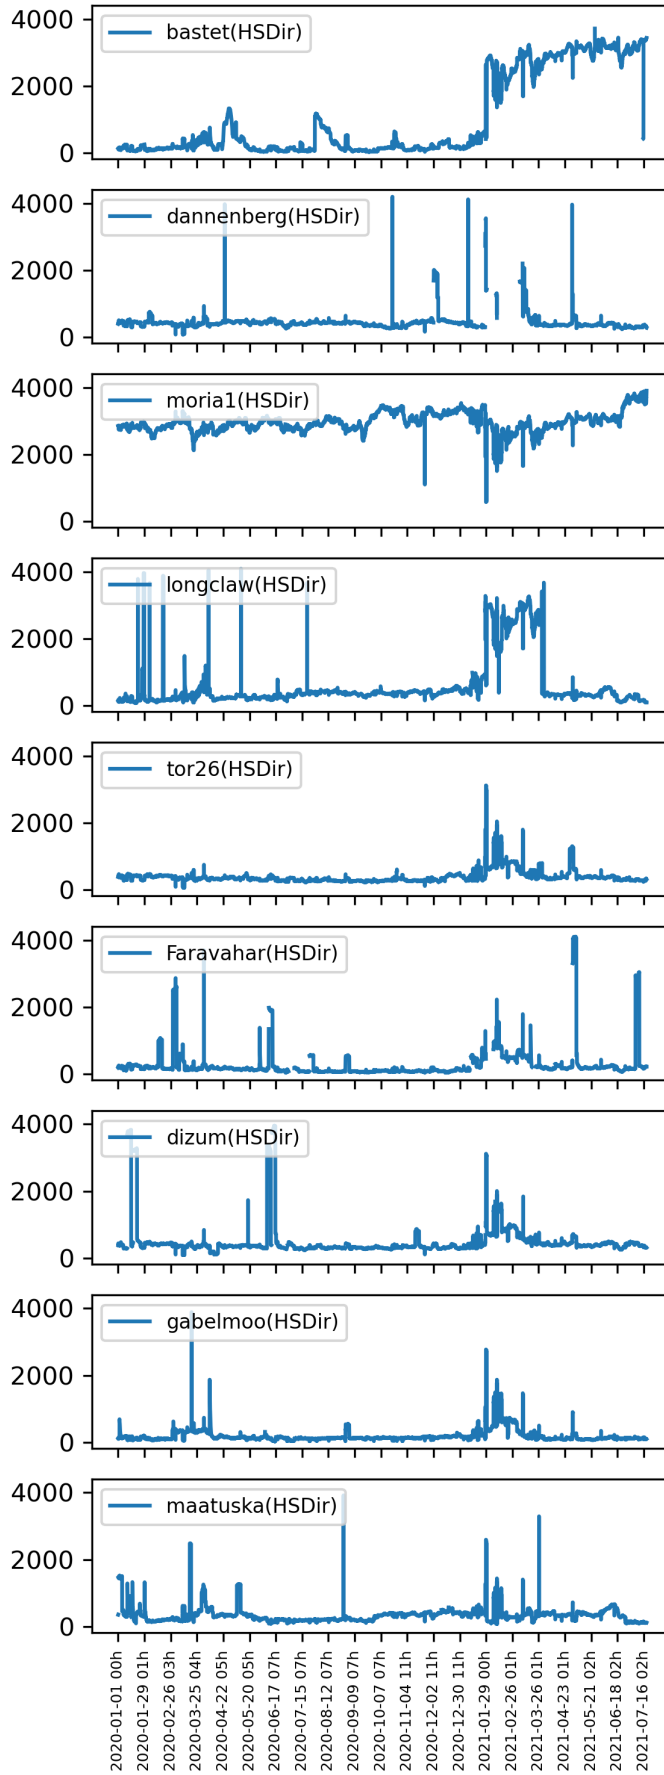 4000
bastet(HSDir)
2000
0
4000
dannenberg(HSDir)
2000
0
4000
moria1(HSDir)
2000
0
4000
longclaw(HSDir)
2000
0
4000
tor26(HSDir)
2000
0
4000
Faravahar(HSDir)
2000
0
4000
dizum(HSDir)
2000
0
4000
gabelmoo(HSDir)
2000
0
4000
maatuska(HSDir)
2000
0
2020-01-01 00h
2020-01-29 01h
2020-02-26 03h
2020-03-25 04h
2020-04-22 05h
2020-05-20 05h
2020-06-17 07h
2020-07-15 07h
2020-08-12 07h
2020-09-09 07h
2020-10-07 07h
2020-11-04 11h
2020-12-02 11h
2020-12-30 11h
2021-01-29 00h
2021-02-26 01h
2021-03-26 01h
2021-04-23 01h
2021-05-21 02h
2021-06-18 02h
2021-07-16 02h